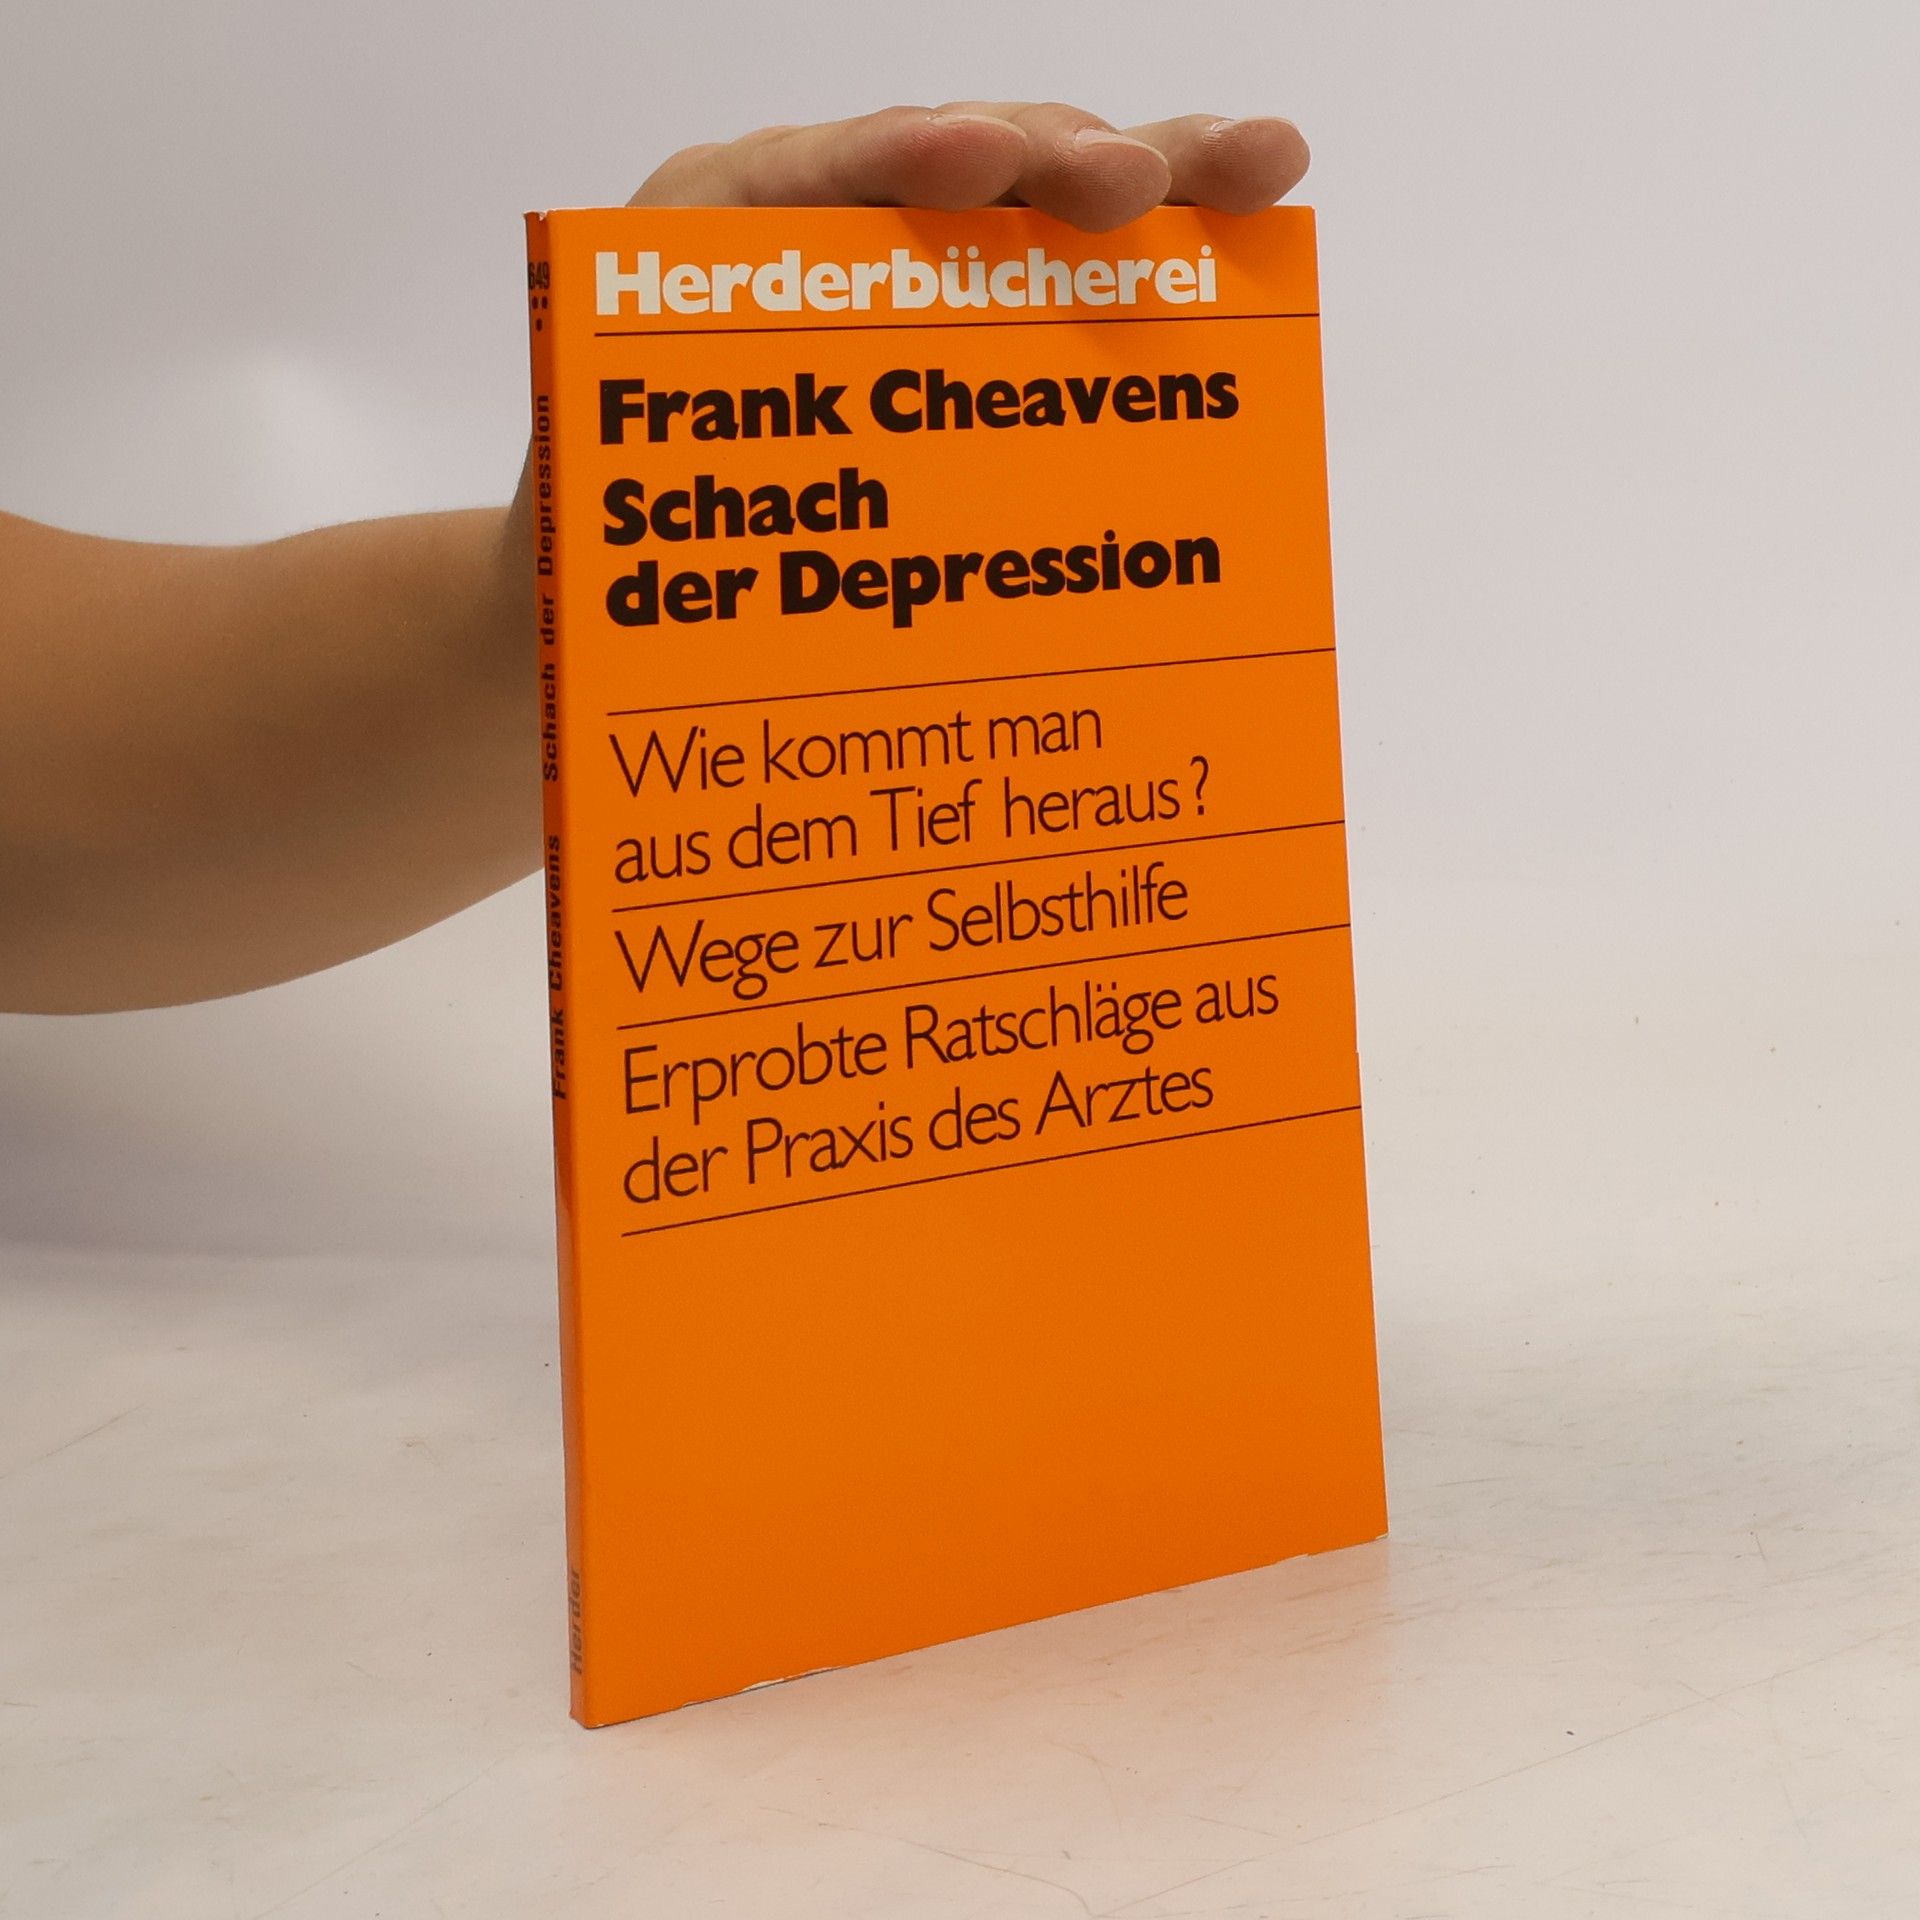 Herderbücherei
Frank Cheavens
Schach
der Depression
Wie kommt man
aus dem Tief heraus?
Wege zur Selbsthilfe
Erprobte Ratschläge aus
der Praxis des Arztes
Frank Cheavens Schach der Depression
649
Herder